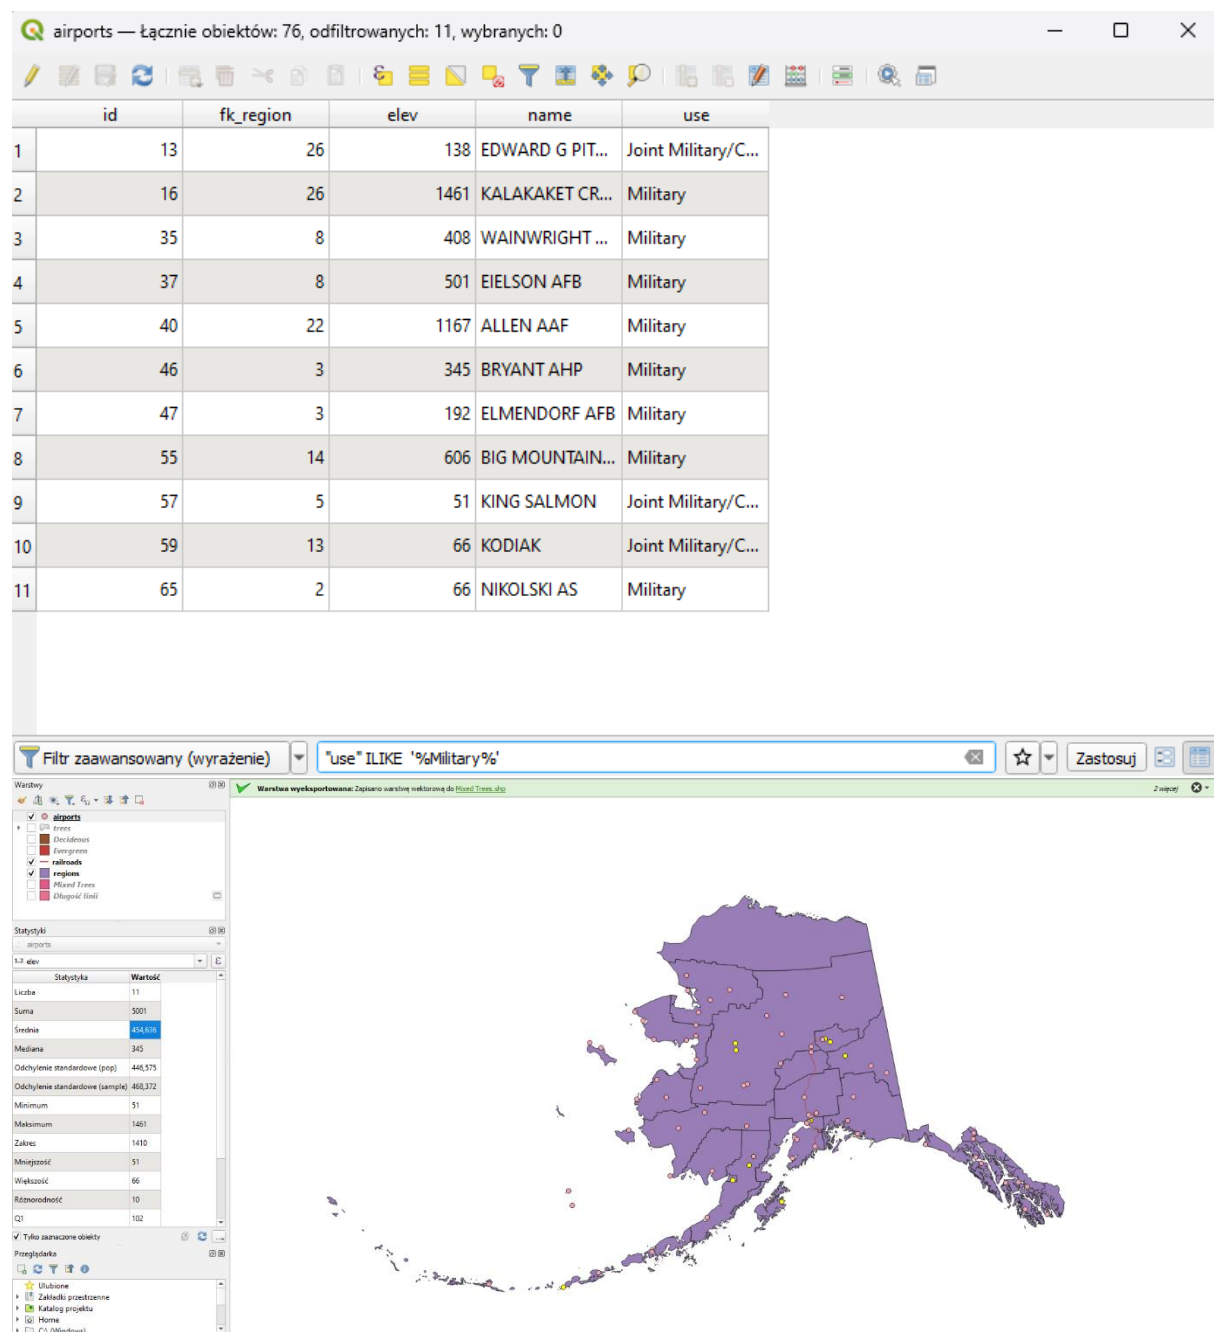 airports — Łącznie obiektów: 76, odfiltrowanych: 11, wybranych: 0
id fk_region elev name use
1 13 26 138 EDWARD G PIT... Joint Military/C...
2 16 26 1461 KALAKAKET CR... Military
3 35 8 408 WAINWRIGHT ... Military
4 37 8 501 EIELSON AFB Military
5 40 22 1167 ALLEN AAF Military
6 46 3 345 BRYANT AHP Military
7 47 3 192 ELMENDORF AFB Military
8 55 14 606 BIG MOUNTAIN... Military
9 57 5 51 KING SALMON Joint Military/C...
10 59 13 66 KODIAK Joint Military/C...
11 65 2 66 NIKOLSKI AS Military
Filtr zaawansowany (wyrażenie) "use" ILIKE '%Military%' Zastosuj
Warstwy
Warstwa wyeksportowana: Zapisano warstwę wektorową do Mixed Trees.shp 2 więcej
airports
trees
Decideous
Evergreen
railroads
regions
Mixed Trees
Długość linii
Statystyki
airports
1.2 elev
Statystyka Wartość
Liczba 11
Suma 5001
Średnia 454,636
Mediana 345
Odchylenie standardowe (pop) 446,575
Odchylenie standardowe (sample) 468,372
Minimum 51
Maksimum 1461
Zakres 1410
Mniejszość 51
Większość 66
Różnorodność 10
Q1 102
Tylko zaznaczone obiekty
Przeglądarka
Ulubione
Zakładki przestrzenne
Katalog projektu
Home
C:\ (Windows)